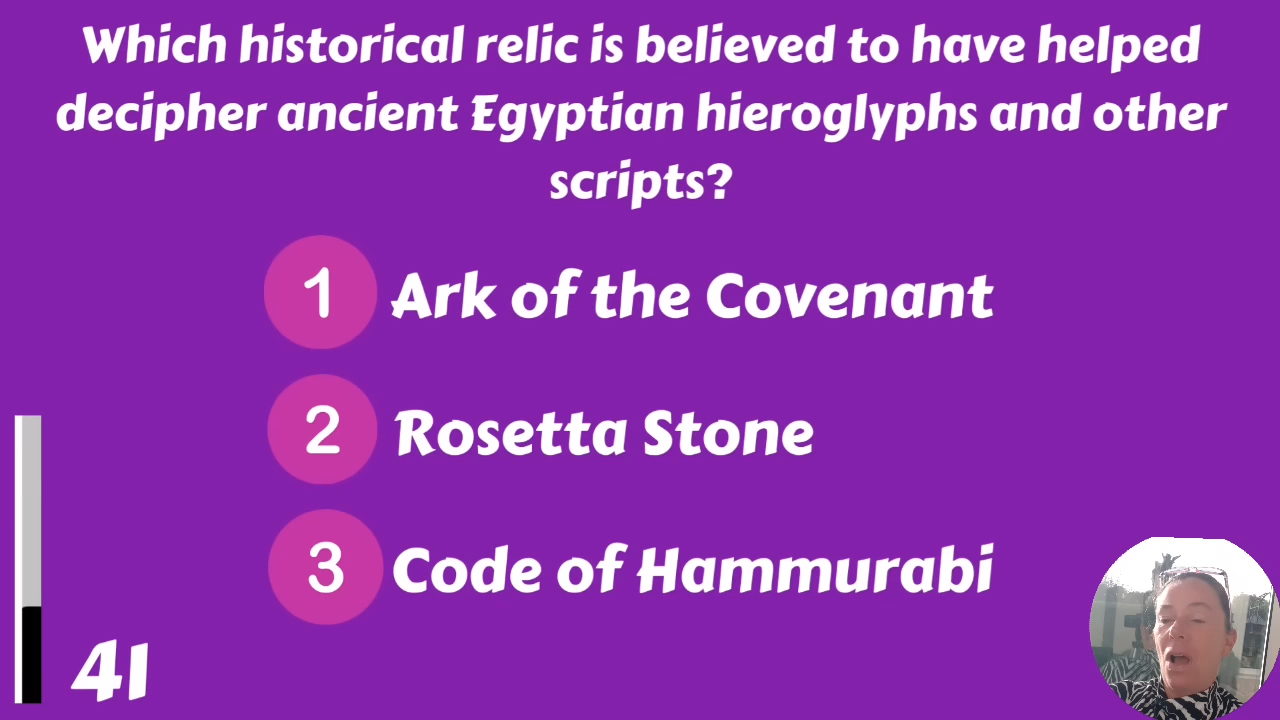 Which historical relic is believed to have helped
decipher ancient Egyptian hieroglyphs and other
scripts?
1 Ark of the Covenant
2 Rosetta Stone
3 Code of Hammurabi
41